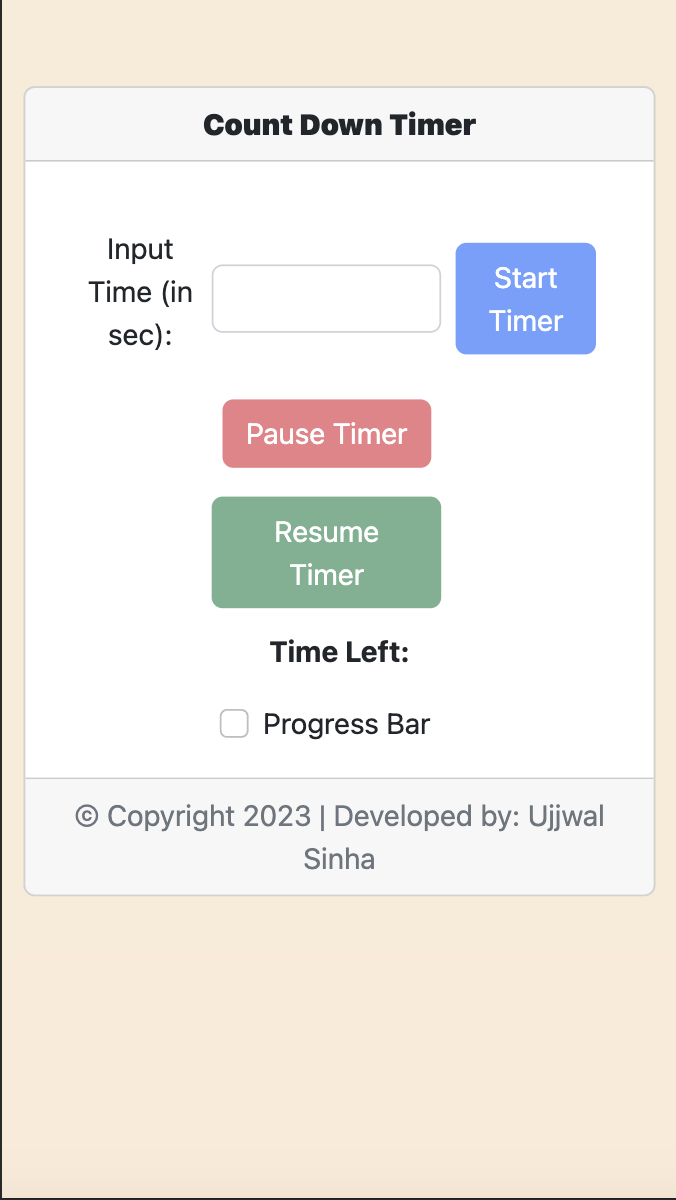 Count Down Timer
Input
Time (in
sec):
Start
Timer
Pause Timer
Resume
Timer
Time Left:
Progress Bar
© Copyright 2023 | Developed by: Ujjwal
Sinha